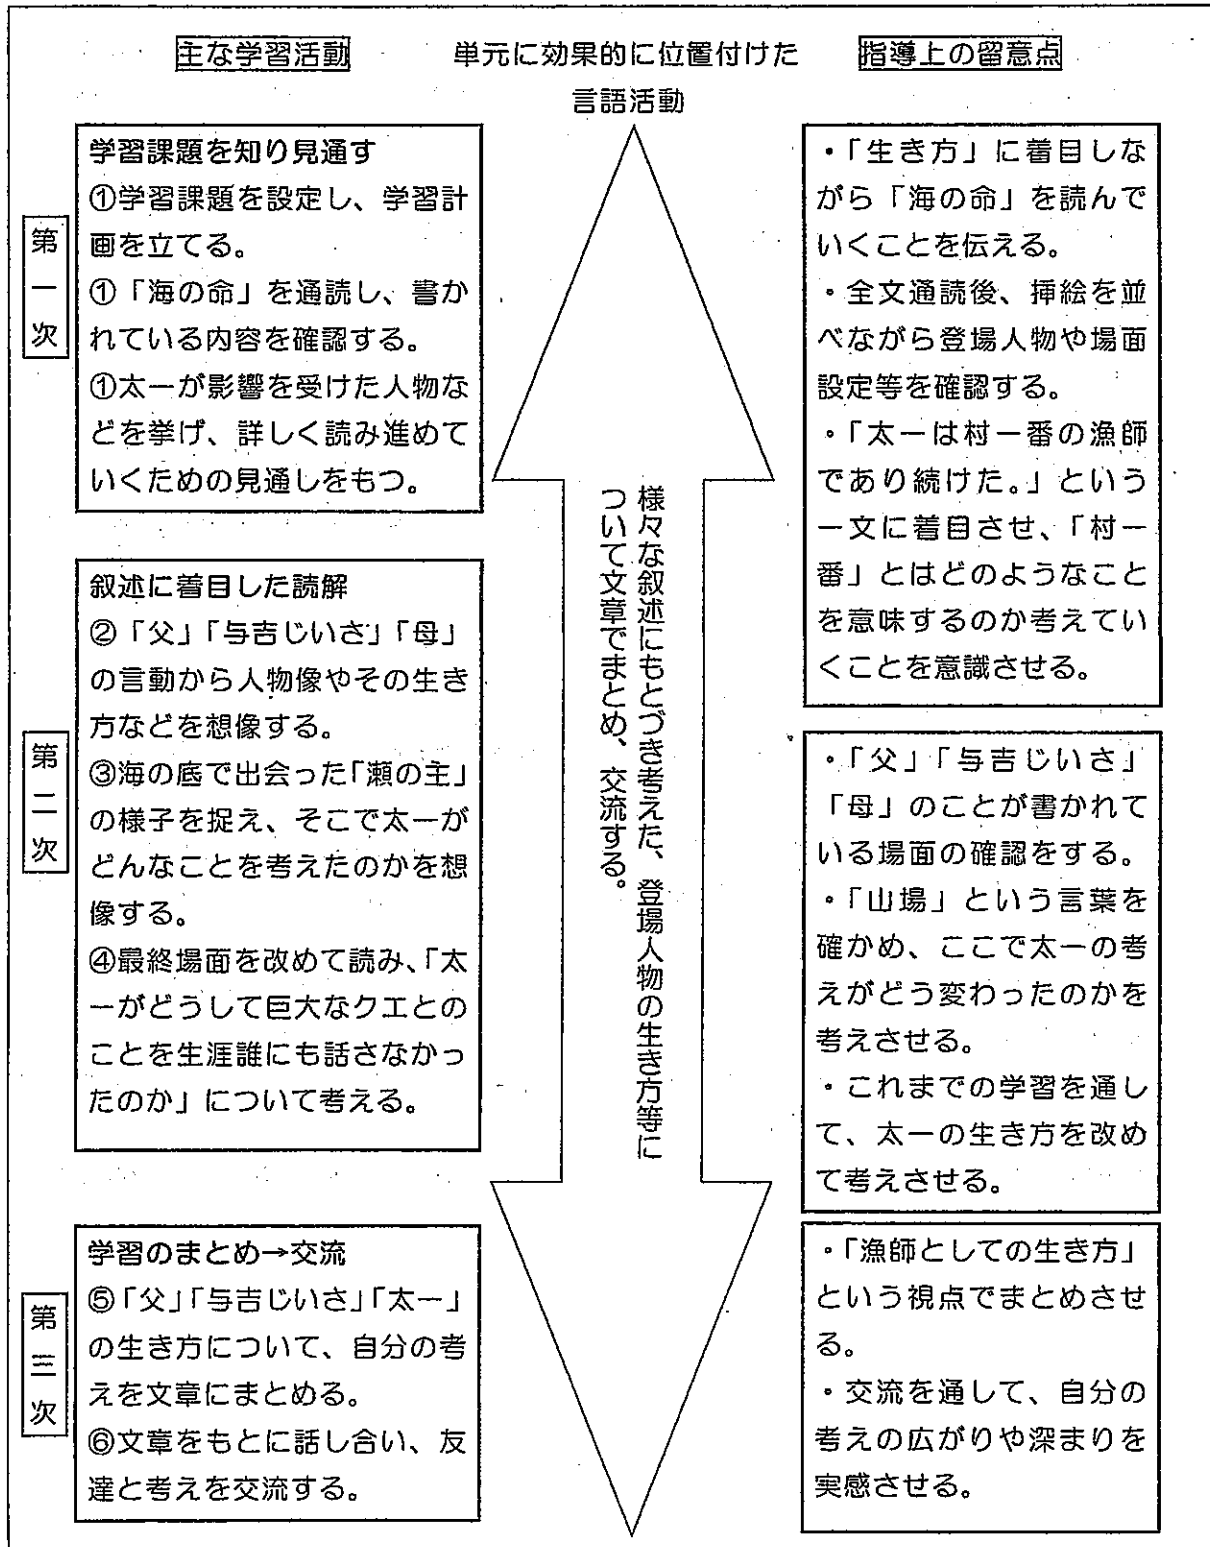 主な学習活動
単元に効果的に位置付けた
言語活動
指導上の留意点
第一次
学習課題を知り見通す
①学習課題を設定し、学習計
画を立てる。
①「海の命」を通読し、書か
れている内容を確認する。
①太一が影響を受けた人物な
どを挙げ、詳しく読み進めて
いくための見通しをもつ。
・「生き方」に着目しな
がら「海の命」を読んで
いくことを伝える。
・全文通読後、挿絵を並
べながら登場人物や場面
設定等を確認する。
・「太一は村一番の漁師
であり続けた。」という
一文に着目させ、「村一
番」とはどのようなこと
を意味するのか考えてい
くことを意識させる。
様々な叙述にもとづき考えた、登場人物の生き方等に
ついて文章でまとめ、交流する。
第二次
叙述に着目した読解
②「父」「与吉じいさ」「母」
の言動から人物像やその生き
方などを想像する。
③海の底で出会った「瀬の主」
の様子を捉え、そこで太一が
どんなことを考えたのかを想
像する。
④最終場面を改めて読み、「太
一がどうして巨大なクエとの
ことを生涯誰にも話さなかっ
たのか」について考える。
・「父」「与吉じいさ」
「母」のことが書かれて
いる場面の確認をする。
・「山場」という言葉を
確かめ、ここで太一の考
えがどう変わったのかを
考えさせる。
・これまでの学習を通し
て、太一の生き方を改め
て考えさせる。
第三次
学習のまとめ→交流
⑤「父」「与吉じいさ」「太一」
の生き方について、自分の考
えを文章にまとめる。
⑥文章をもとに話し合い、友
達と考えを交流する。
・「漁師としての生き方」
という視点でまとめさせ
る。
・交流を通して、自分の
考えの広がりや深まりを
実感させる。